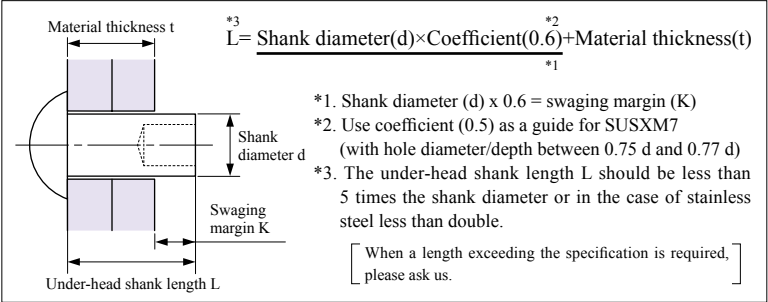 Material thickness t
*3 *2
L= Shank diameter(d)×Coefficient(0.6)+Material thickness(t)
*1
*1. Shank diameter (d) x 0.6 = swaging margin (K)
*2. Use coefficient (0.5) as a guide for SUSXM7
(with hole diameter/depth between 0.75 d and 0.77 d)
*3. The under-head shank length L should be less than
5 times the shank diameter or in the case of stainless
steel less than double.
When a length exceeding the specification is required,
please ask us.
Shank
diameter d
Swaging
margin K
Under-head shank length L